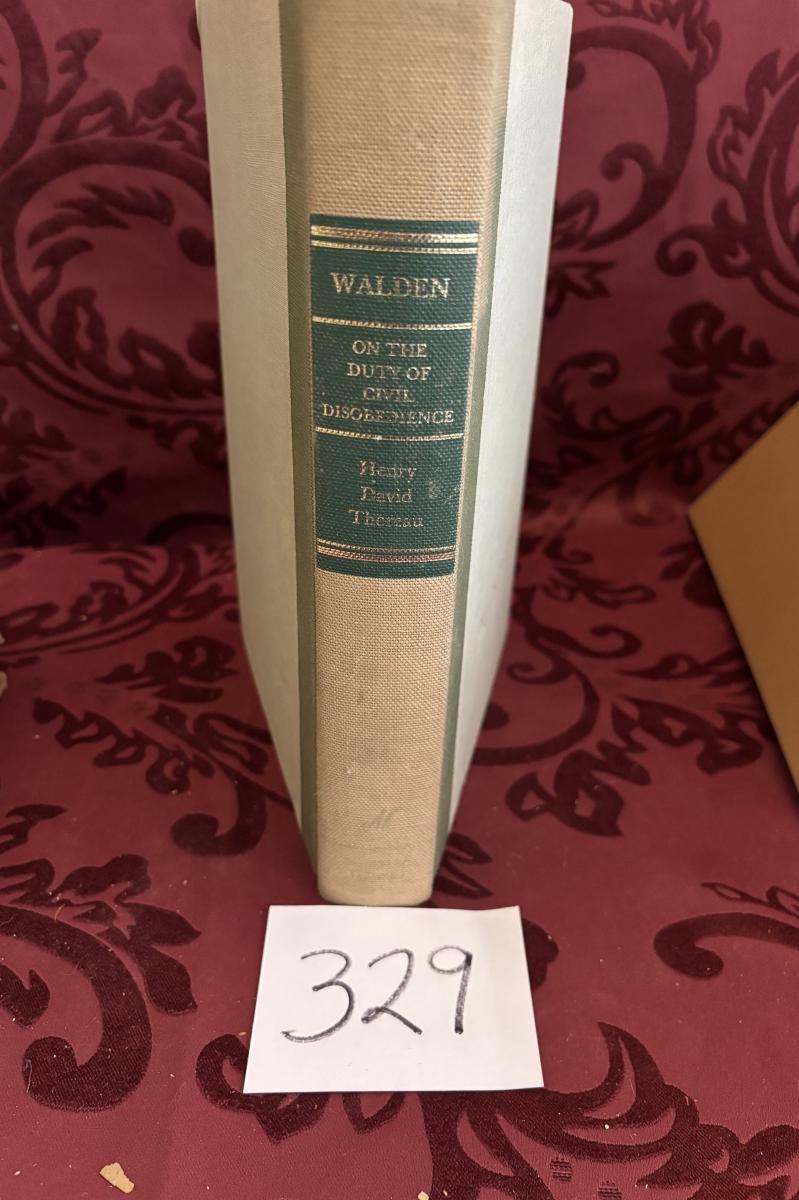 WALDEN
ON THE
DUTY OF
CIVIL
DISOBEDIENCE
Henry
David
Thoreau
M
329